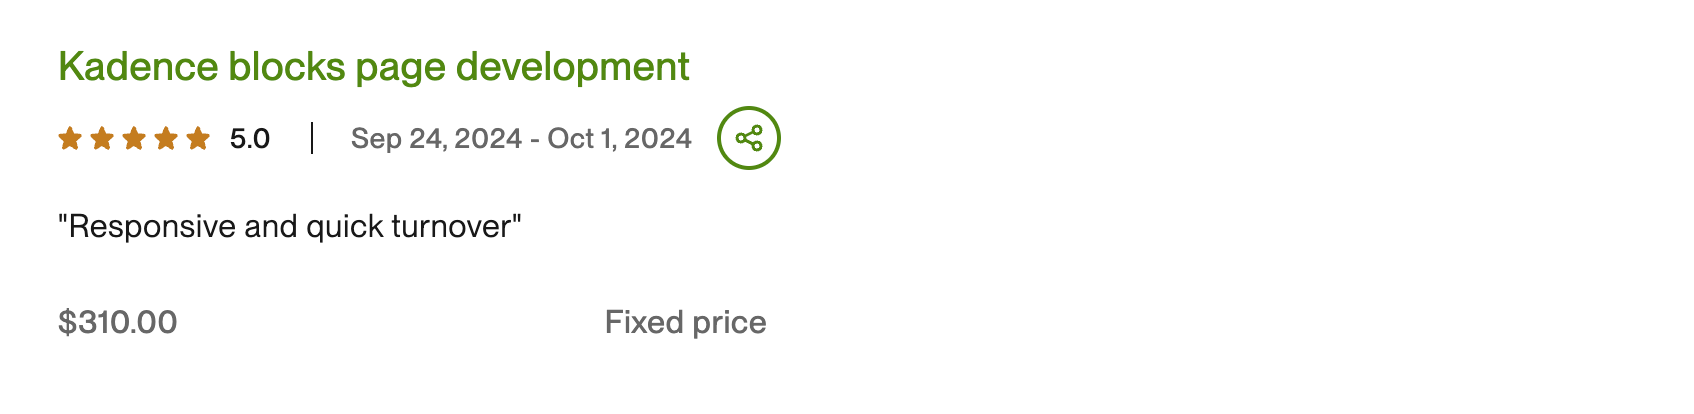 Kadence blocks page development
5.0 | Sep 24, 2024 - Oct 1, 2024
"Responsive and quick turnover"
$310.00 Fixed price